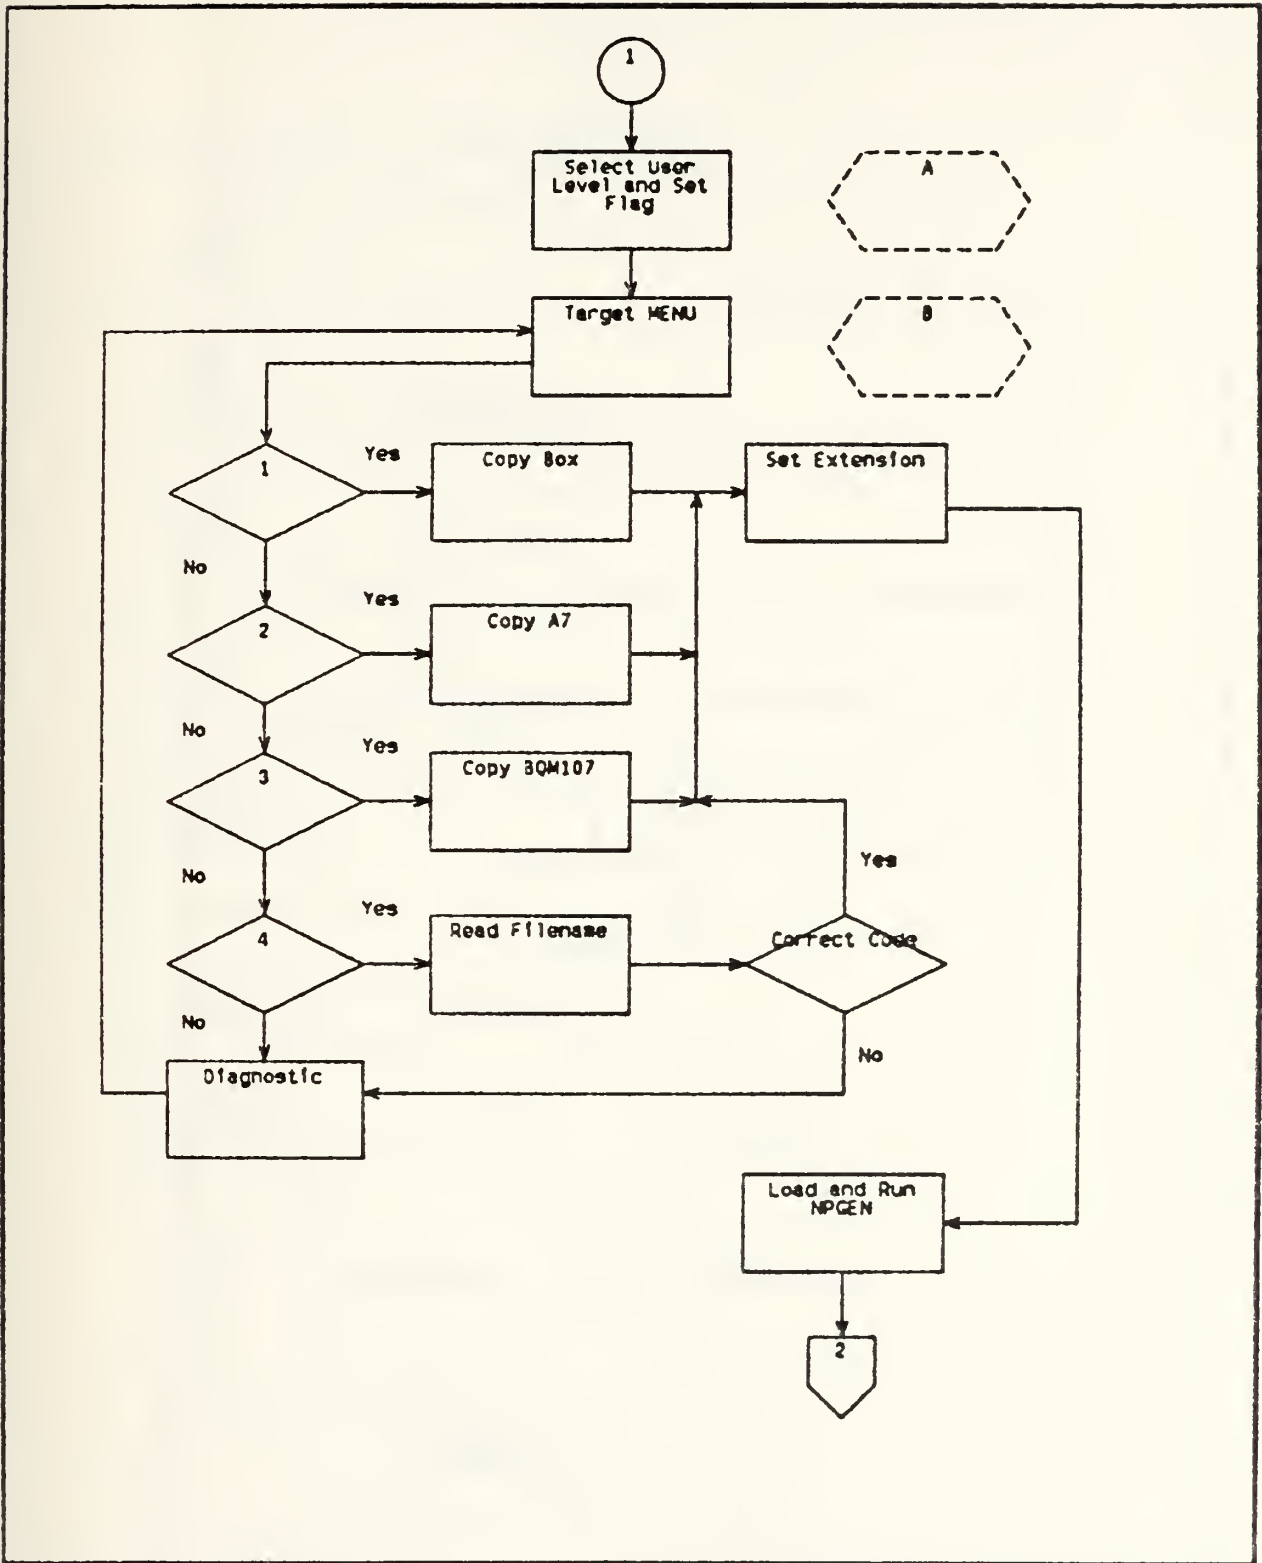 1
Select User
Level and Set
Flag
A
Target MENU
B
1
Yes
Copy Box
Set Extension
No
2
Yes
Copy A7
No
3
Yes
Copy BQM107
No
Yes
4
Yes
Read Filename
Correct Code
No
No
Diagnostic
Load and Run
NPGEN
2